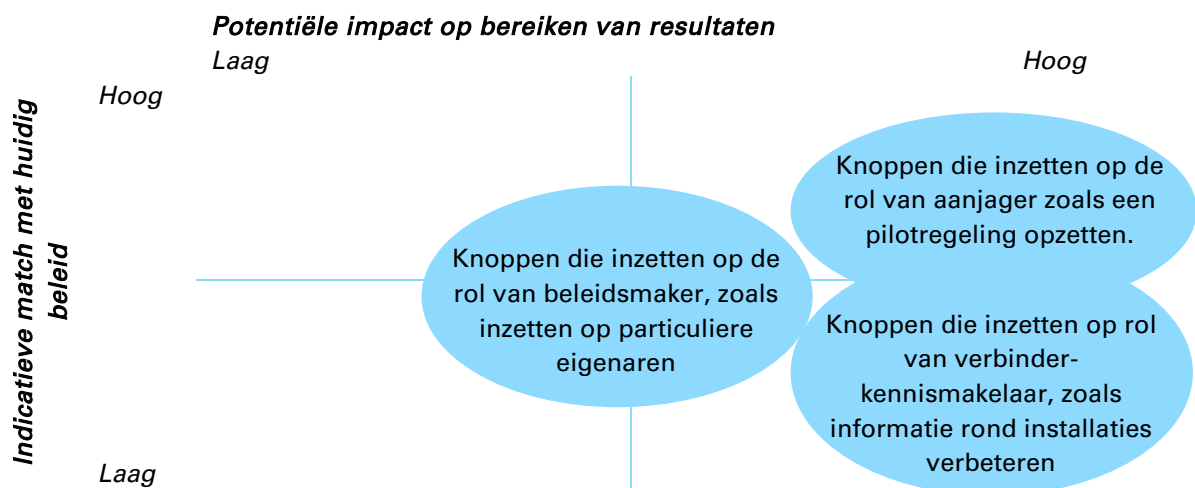 Potentiële impact op bereiken van resultaten
Laag
Hoog
Hoog
Indicatieve match met huidig
beleid
Laag
Knoppen die inzetten op de
rol van beleidsmaker, zoals
inzetten op particuliere
eigenaren
Knoppen die inzetten op de
rol van aanjager zoals een
pilotregeling opzetten.
Knoppen die inzetten op rol
van verbinder-
kennismakelaar, zoals
informatie rond installaties
verbeteren